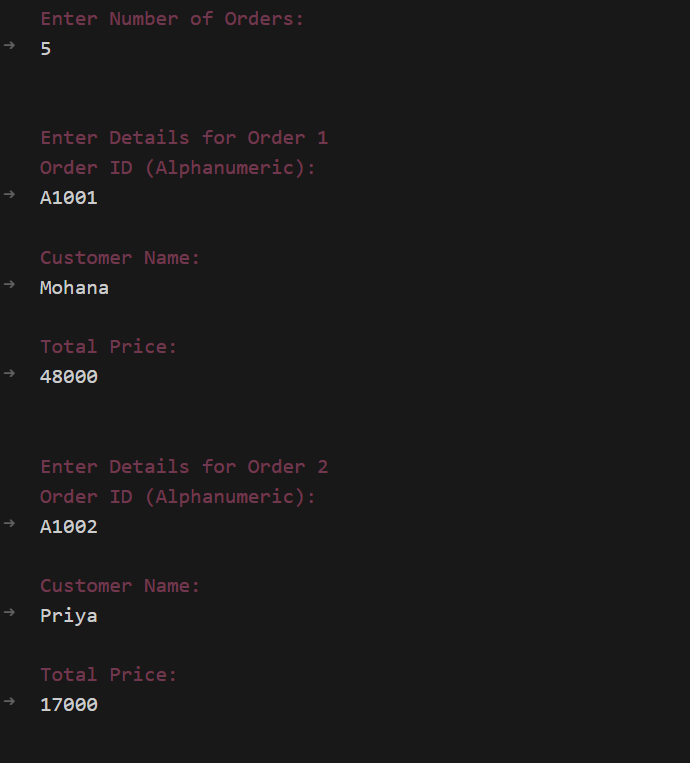 Enter Number of Orders:
→ 5
Enter Details for Order 1
Order ID (Alphanumeric):
→ A1001
Customer Name:
→ Mohana
Total Price:
→ 48000
Enter Details for Order 2
Order ID (Alphanumeric):
→ A1002
Customer Name:
→ Priya
Total Price:
→ 17000